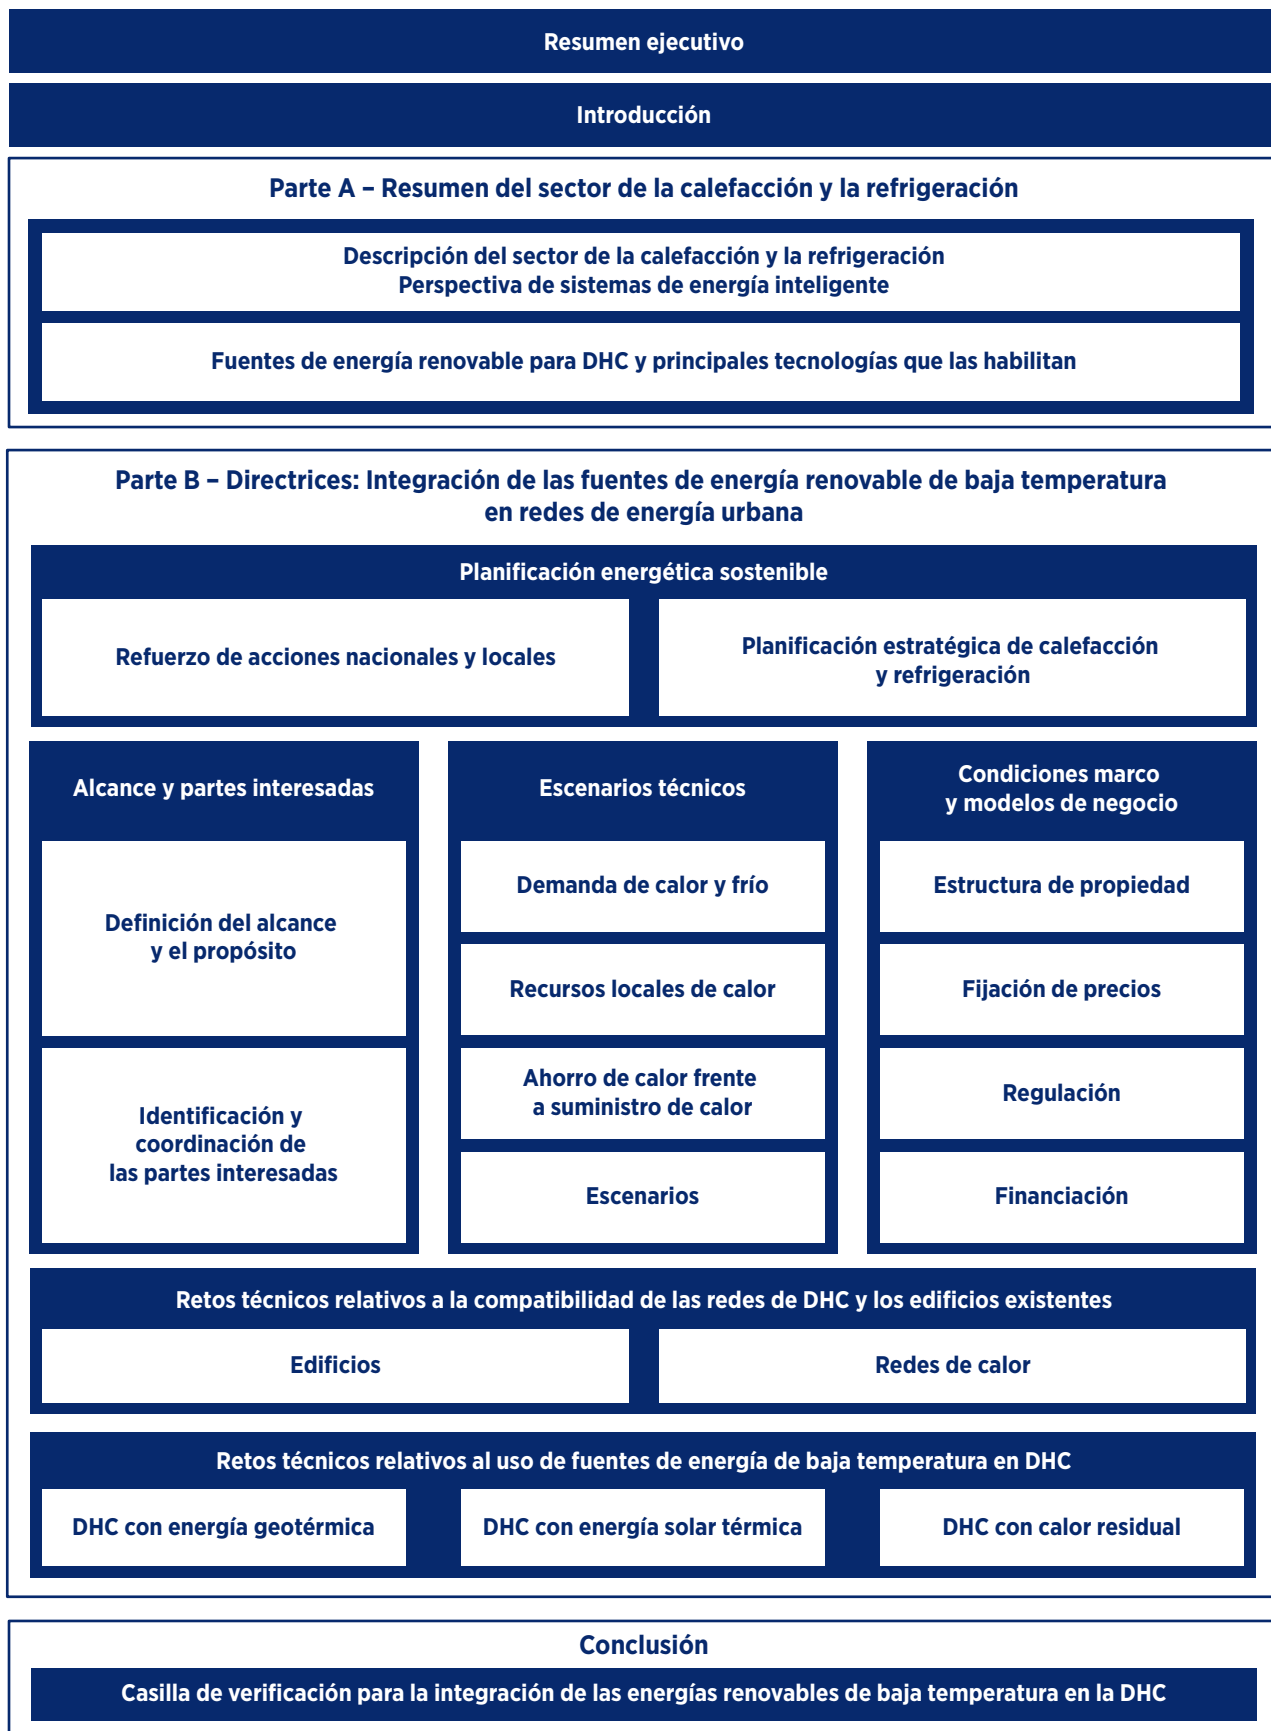 Resumen ejecutivo
Introducción
Parte A – Resumen del sector de la calefacción y la refrigeración
Descripción del sector de la calefacción y la refrigeración
Perspectiva de sistemas de energía inteligente
Fuentes de energía renovable para DHC y principales tecnologías que las habilitan
Parte B – Directrices: Integración de las fuentes de energía renovable de baja temperatura
en redes de energía urbana
Planificación energética sostenible
Refuerzo de acciones nacionales y locales
Planificación estratégica de calefacción
y refrigeración
Alcance y partes interesadas
Definición del alcance
y el propósito
Identificación y
coordinación de
las partes interesadas
Escenarios técnicos
Demanda de calor y frío
Recursos locales de calor
Ahorro de calor frente
a suministro de calor
Escenarios
Condiciones marco
y modelos de negocio
Estructura de propiedad
Fijación de precios
Regulación
Financiación
Retos técnicos relativos a la compatibilidad de las redes de DHC y los edificios existentes
Edificios
Redes de calor
Retos técnicos relativos al uso de fuentes de energía de baja temperatura en DHC
DHC con energía geotérmica
DHC con energía solar térmica
DHC con calor residual
Conclusión
Casilla de verificación para la integración de las energías renovables de baja temperatura en la DHC